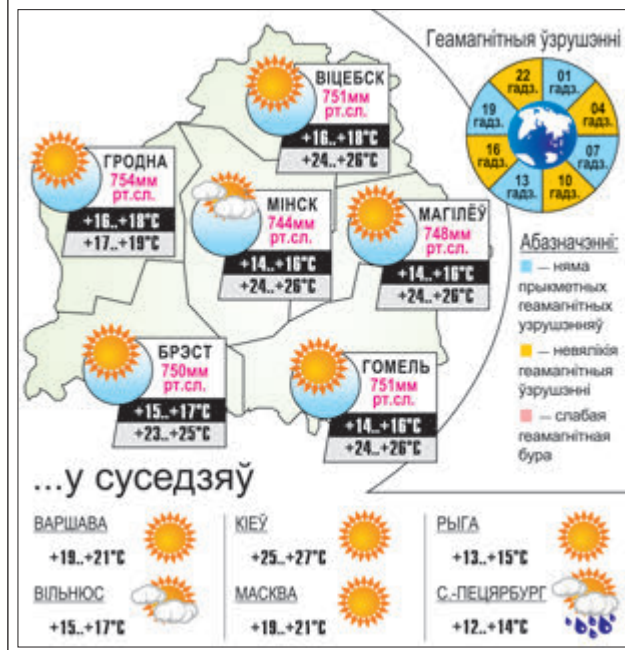 Геамагнітныя ўзрушэнні
22 гадз.
01 гадз.
04 гадз.
07 гадз.
10 гадз.
13 гадз.
16 гадз.
19 гадз.
Абазначэнні:
— няма
прыкметных
геамагнітных
узрушэнняў
— невялікія
геамагнітныя
ўзрушэнні
— слабая
геамагнітная
бура
ВІЦЕБСК
751мм
рт.сл.
+16..+18°C
+24..+26°C
ГРОДНА
754мм
рт.сл.
+16..+18°C
+17..+19°C
МІНСК
744мм
рт.сл.
+14..+16°C
+24..+26°C
МАГІЛЁЎ
748мм
рт.сл.
+14..+16°C
+24..+26°C
БРЭСТ
750мм
рт.сл.
+15..+17°C
+23..+25°C
ГОМЕЛЬ
751мм
рт.сл.
+14..+16°C
+24..+26°C
...у суседзяў
ВАРШАВА
+19..+21°C
КІЕЎ
+25..+27°C
РЫГА
+13..+15°C
ВІЛЬНЮС
+15..+17°C
МАСКВА
+19..+21°C
С.-ПЕЦЯРБУРГ
+12..+14°C